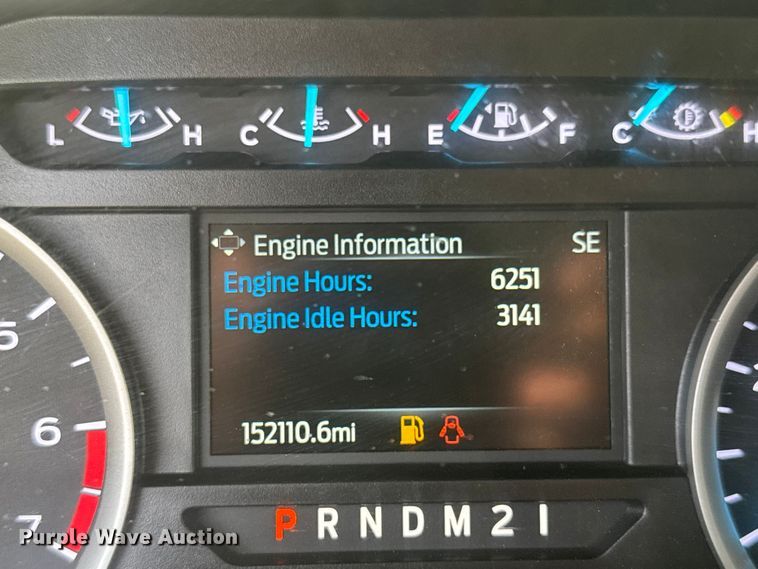 L H C H E F C H
Engine Information SE
Engine Hours: 6251
Engine Idle Hours: 3141
152110.6mi
6
7
P R N D M 2 1
Purple Wave Auction